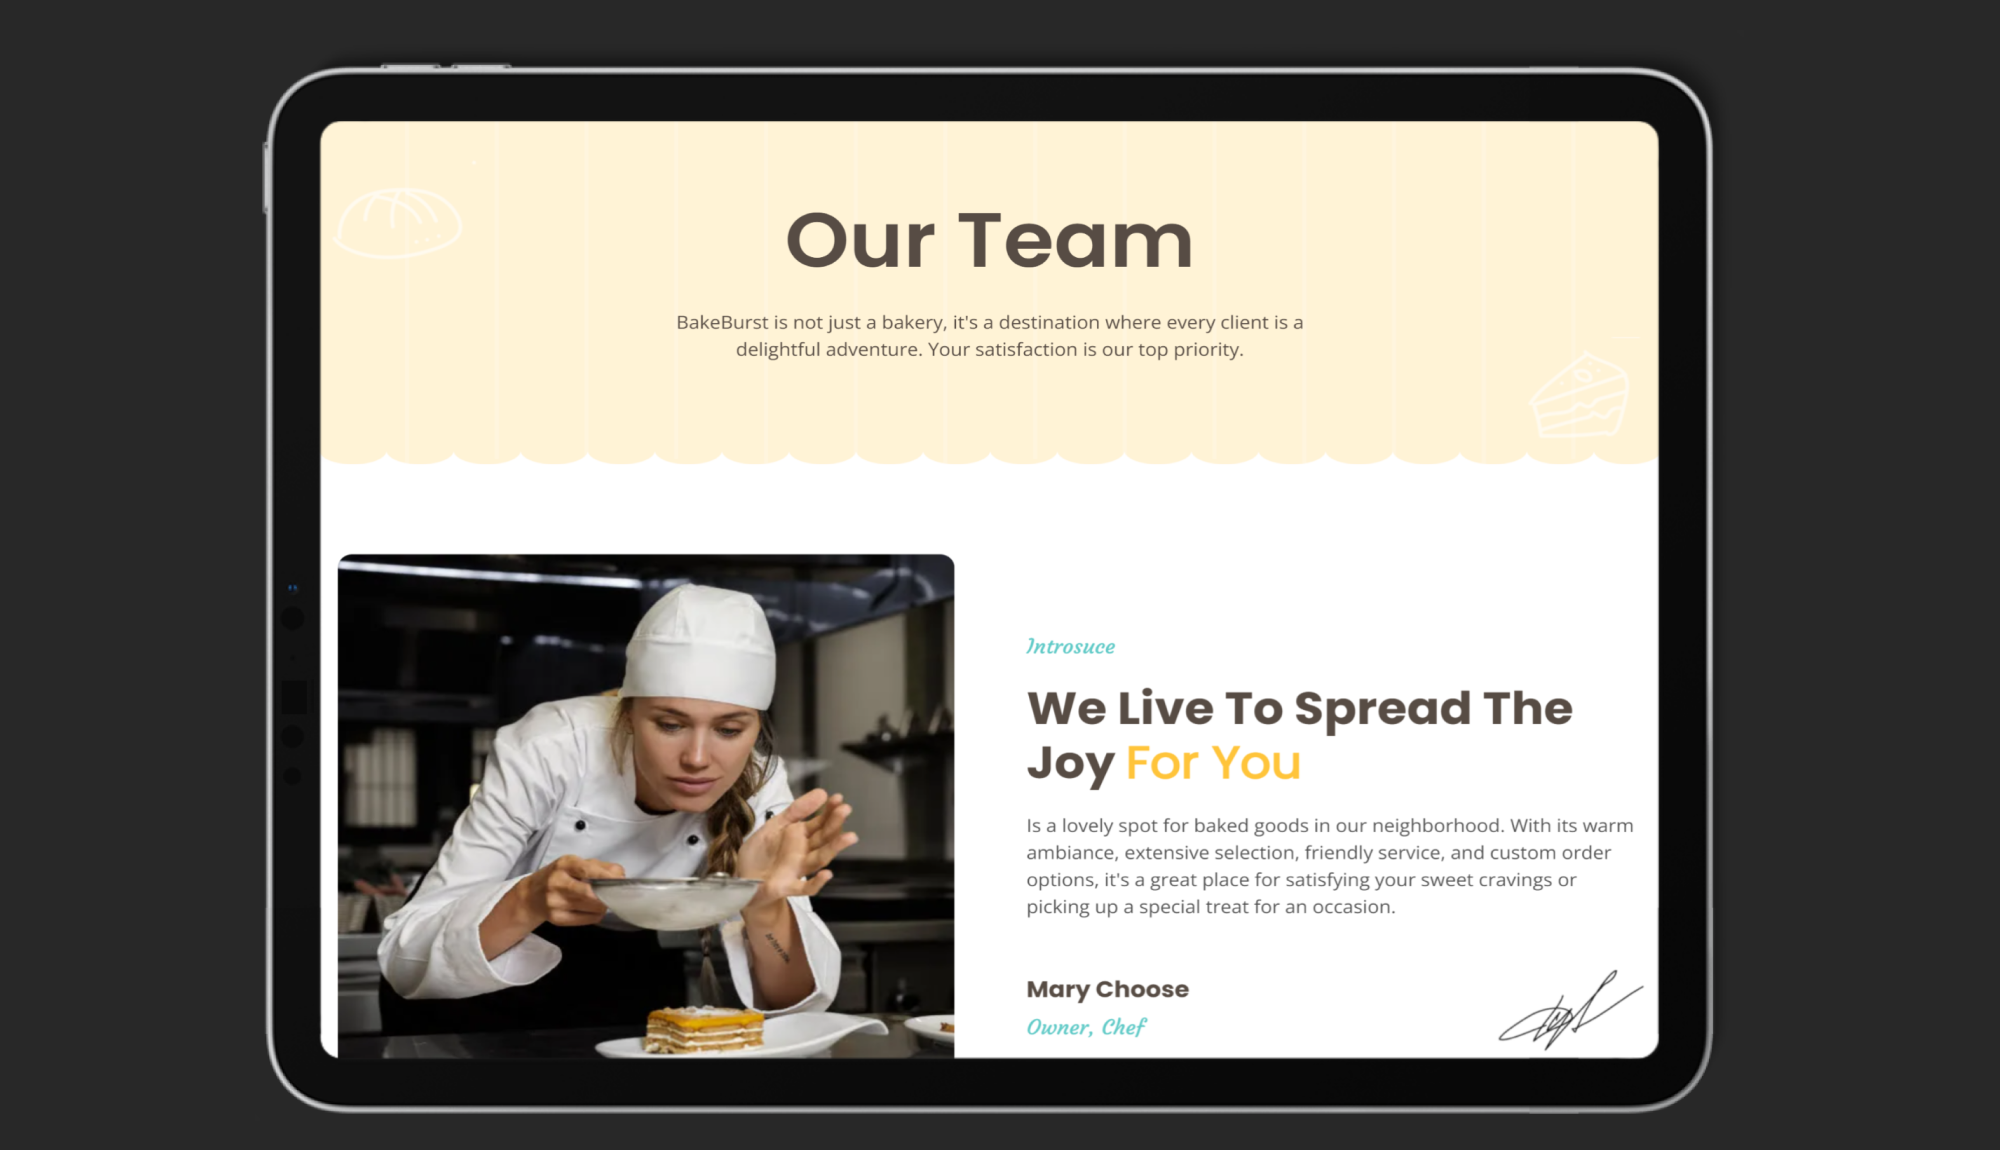 Our Team
BakeBurst is not just a bakery, it's a destination where every client is a
delightful adventure. Your satisfaction is our top priority.
Introsuce
We Live To Spread The
Joy For You
Is a lovely spot for baked goods in our neighborhood. With its warm
ambiance, extensive selection, friendly service, and custom order
options, it's a great place for satisfying your sweet cravings or
picking up a special treat for an occasion.
Mary Choose
Owner, Chef